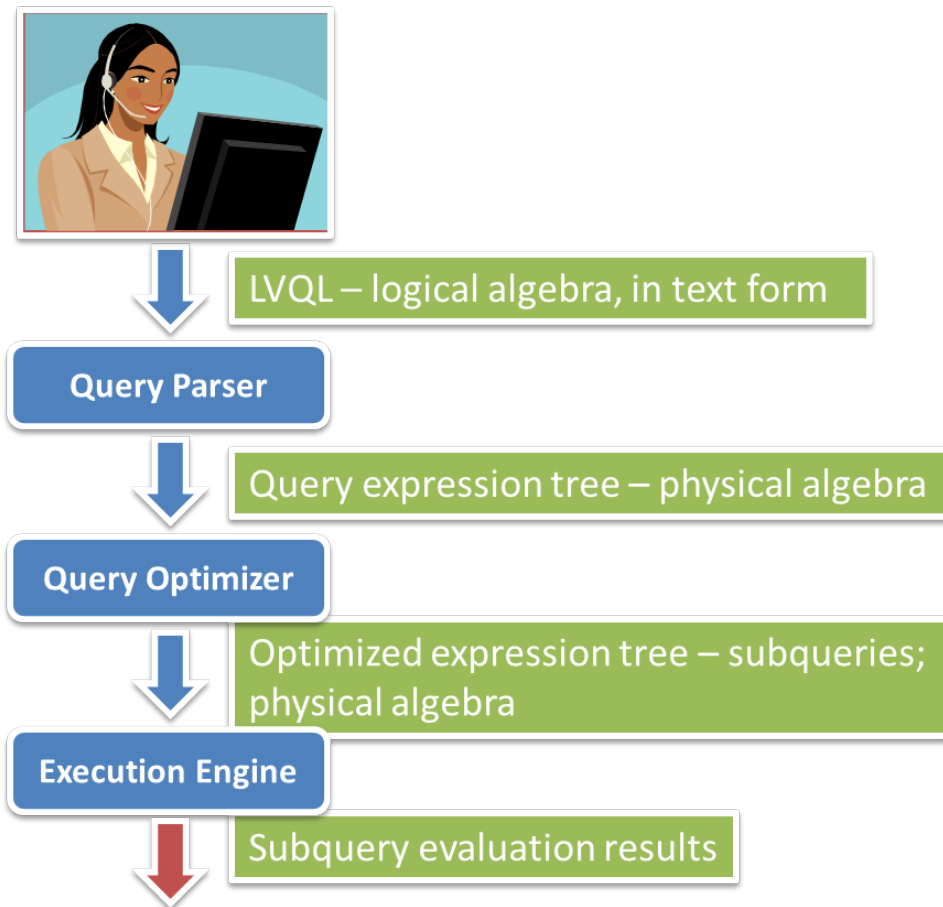 LVQL – logical algebra, in text form
Query Parser
Query expression tree – physical algebra
Query Optimizer
Optimized expression tree – subqueries;
physical algebra
Execution Engine
Subquery evaluation results